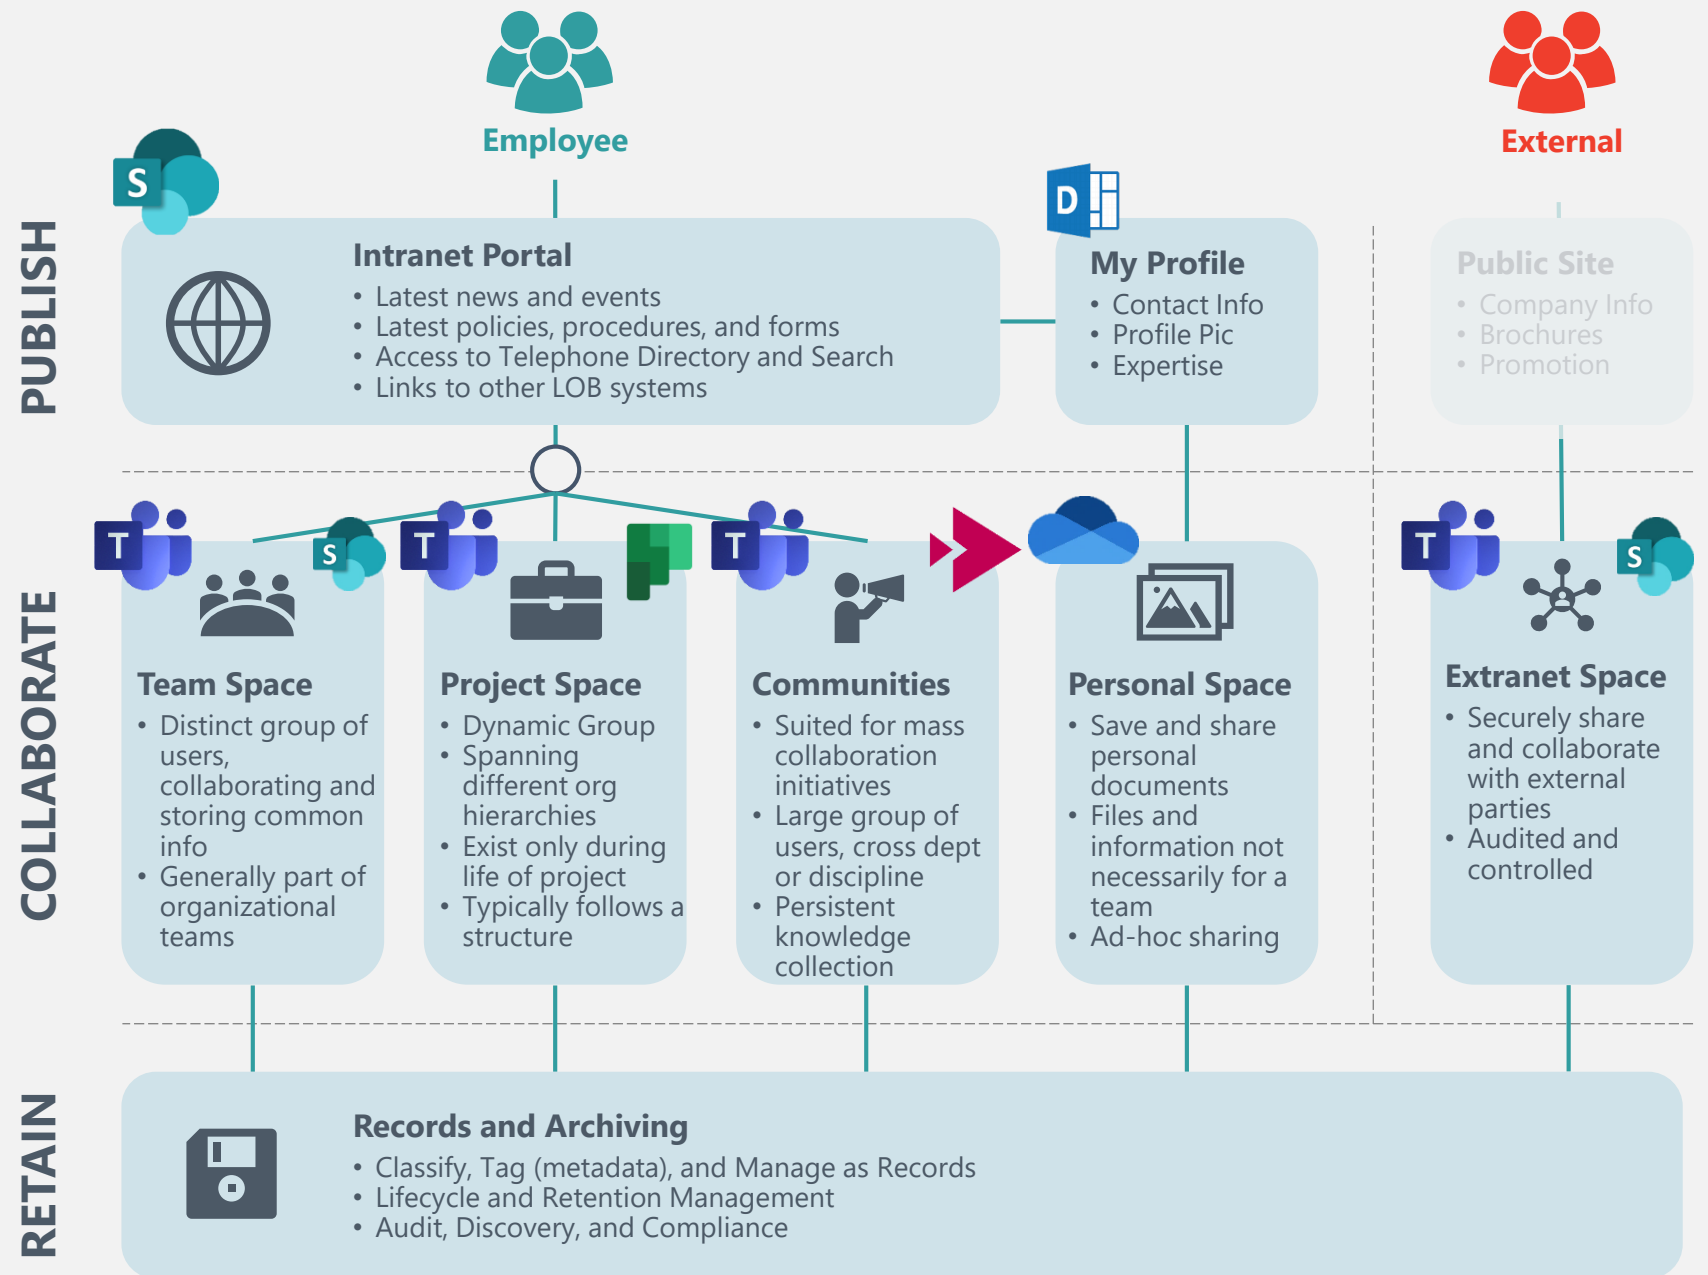 Employee
External
S
D
PUBLISH
Intranet Portal
• Latest news and events
• Latest policies, procedures, and forms
• Access to Telephone Directory and Search
• Links to other LOB systems
My Profile
• Contact Info
• Profile Pic
• Expertise
Public Site
• Company Info
• Brochures
• Promotion
COLLABORATE
T
S
Team Space
• Distinct group of
users,
collaborating and
storing common
info
• Generally part of
organizational
teams
T
Project Space
• Dynamic Group
• Spanning
different org
hierarchies
• Exist only during
life of project
• Typically follows a
structure
T
Communities
• Suited for mass
collaboration
initiatives
• Large group of
users, cross dept
or discipline
• Persistent
knowledge
collection
Personal Space
• Save and share
personal
documents
• Files and
information not
necessarily for a
team
• Ad-hoc sharing
T
S
Extranet Space
• Securely share
and collaborate
with external
parties
• Audited and
controlled
RETAIN
Records and Archiving
• Classify, Tag (metadata), and Manage as Records
• Lifecycle and Retention Management
• Audit, Discovery, and Compliance